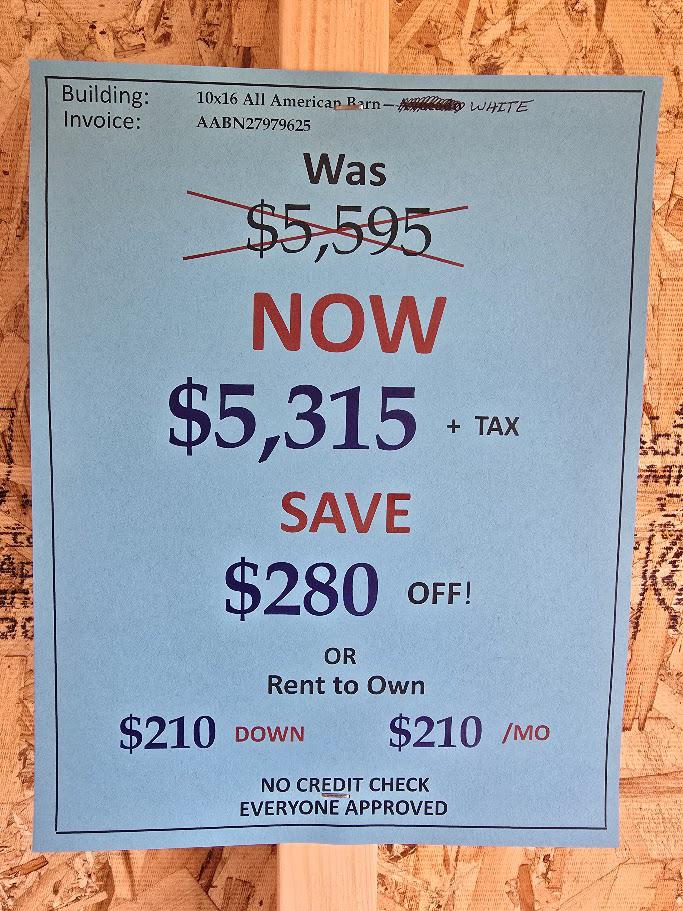 Building: 10x16 All American Barn – WHITE
Invoice: AABN27979625
Was
$5,595
NOW
$5,315 + TAX
SAVE
$280 OFF!
OR
Rent to Own
$210 DOWN $210 /MO
NO CREDIT CHECK
EVERYONE APPROVED